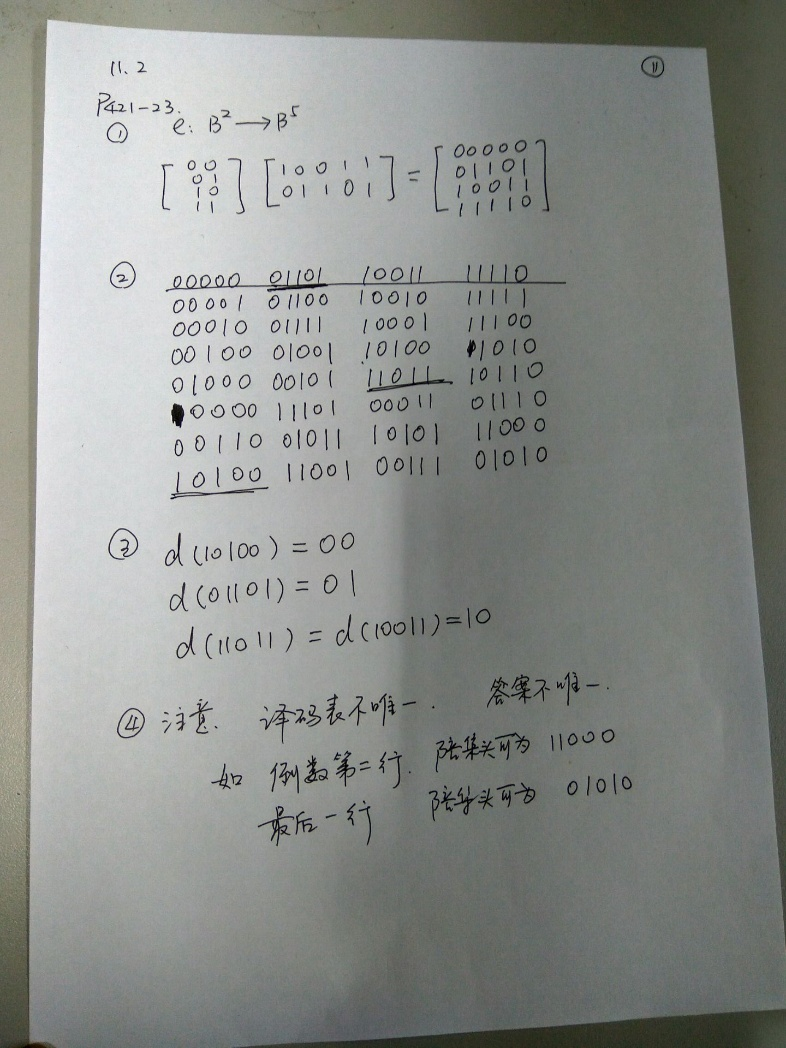 11.2 ⑪
P421-23.
① e: B² → B⁵
[ 00 01 10 11 ] [ 10011 01101 ] = [ 00000 01101 10011 11110 ]
② 00000 01101 10011 11110
00001 01100 10010 11111
00010 01111 10001 11100
00100 01001 10100 11010
01000 00101 11011 10110
10000 11101 00011 01110
00110 01011 10101 11000
10100 11001 00111 01010
③ d(10100) = 00
d(01101) = 01
d(11011) = d(10011) = 10
④ 注意. 译码表不唯一. 答案不唯一.
如 倒数第二行. 陪集头可为 11000
最后一行 陪集头可为 01010